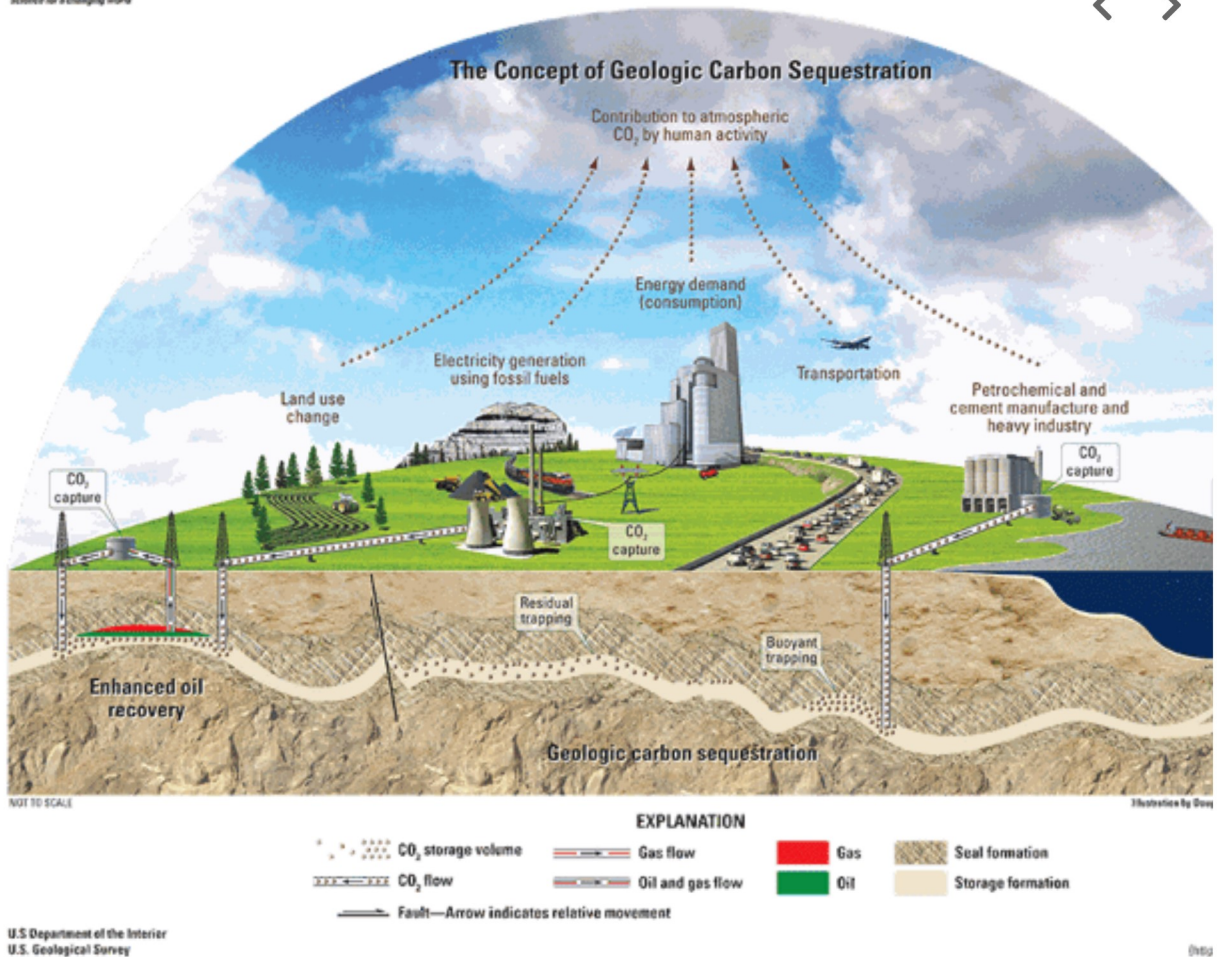 The Concept of Geologic Carbon Sequestration
Contribution to atmospheric
CO₂ by human activity
Energy demand
(consumption)
Electricity generation
using fossil fuels
Transportation
Land use
change
Petrochemical and
cement manufacture and
heavy industry
CO₂
capture
CO₂
capture
CO₂
capture
Residual
trapping
Buoyant
trapping
Enhanced oil
recovery
Geologic carbon sequestration
NOT TO SCALE
Illustration by
EXPLANATION
CO₂ storage volume
Gas flow
Gas
Seal formation
CO₂ flow
Oil and gas flow
Oil
Storage formation
Fault—Arrow indicates relative movement
U.S Department of the Interior
U.S. Geological Survey